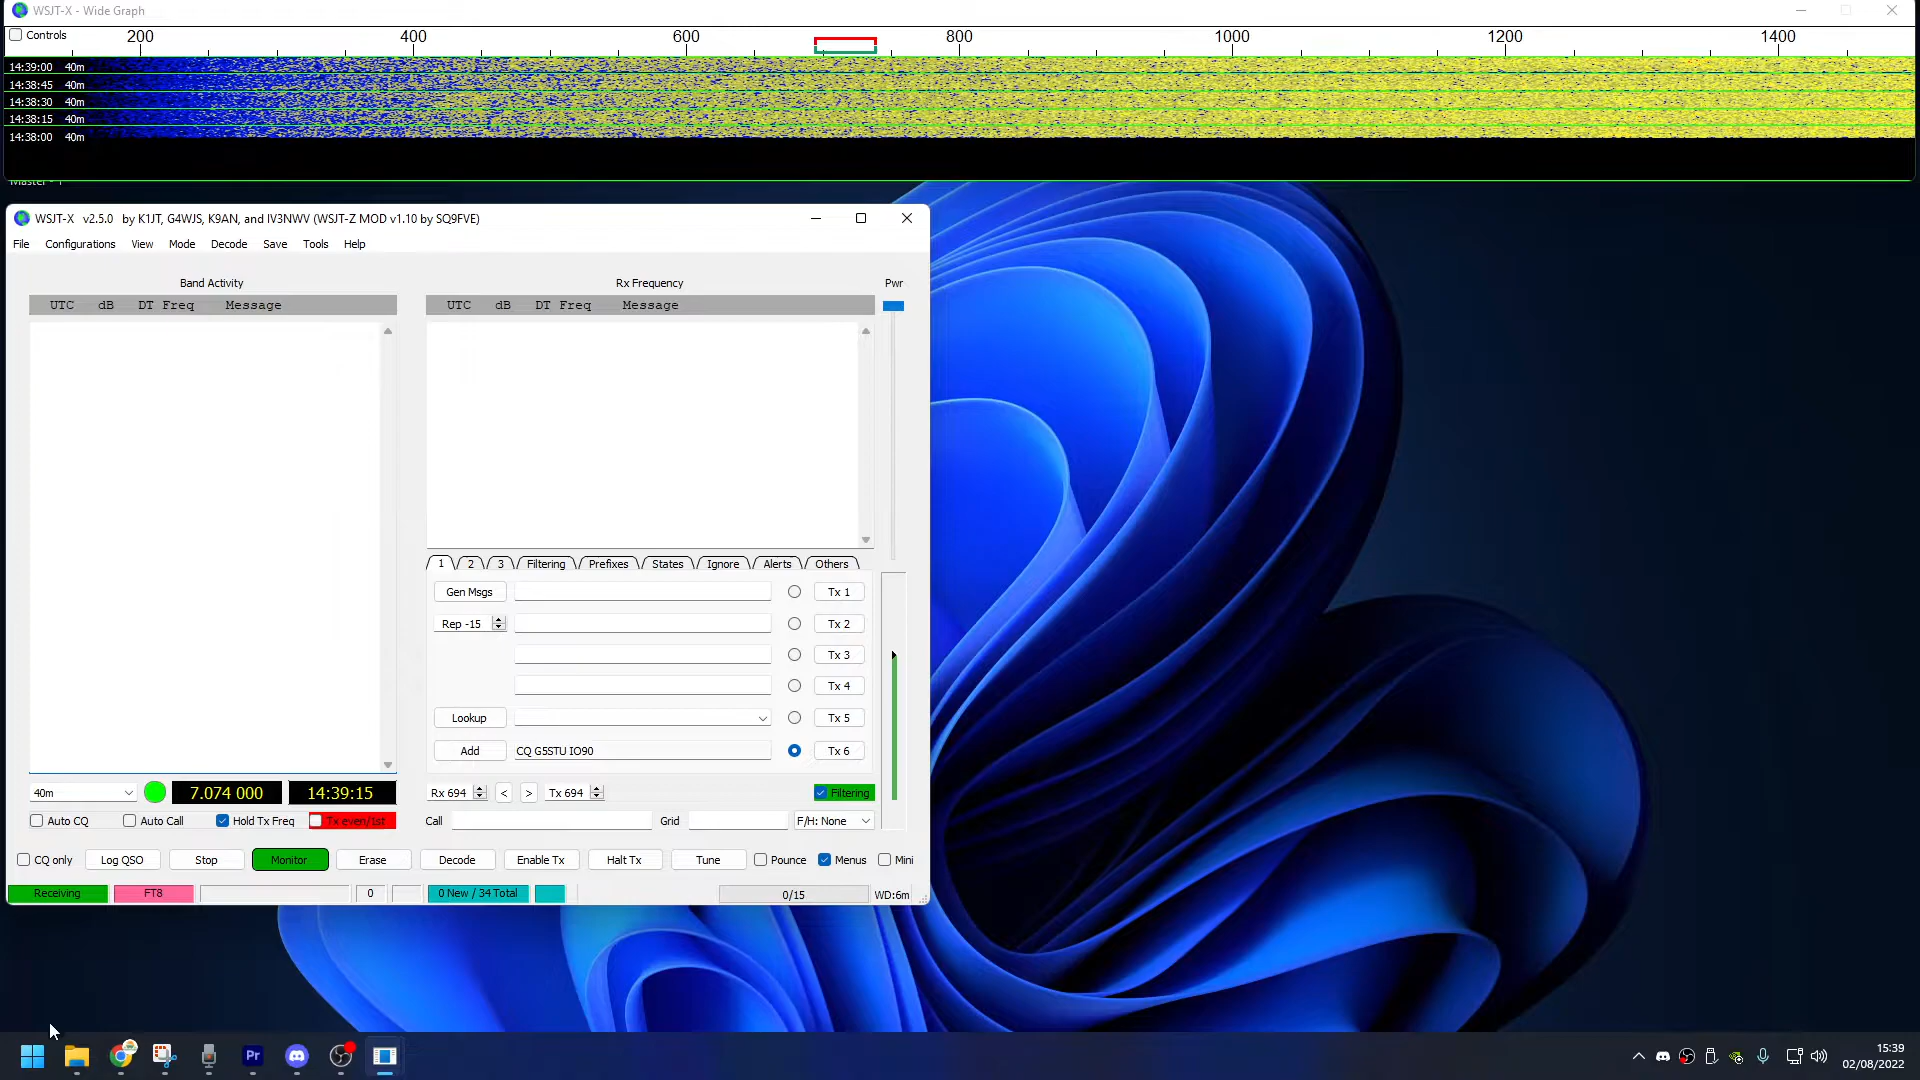 WSJT-X - Wide Graph
Controls
200 400 600 800 1000 1200 1400
14:39:00 40m
14:38:45 40m
14:38:30 40m
14:38:15 40m
14:38:00 40m
WSJT-X v2.5.0 by K1JT, G4WJS, K9AN, and IV3NWV (WSJT-Z MOD v1.10 by SQ9FVE)
File Configurations View Mode Decode Save Tools Help
Band Activity
UTC dB DT Freq Message
Rx Frequency
UTC dB DT Freq Message
Pwr
1 2 3 Filtering Prefixes States Ignore Alerts Others
Gen Msgs Tx 1
Rep -15 Tx 2
Tx 3
Tx 4
Lookup Tx 5
Add CQ G5STU IO90 Tx 6
40m 7.074 000 14:39:15
Rx 694 < > Tx 694 Filtering
Auto CQ Auto Call Hold Tx Freq Tx even/1st
Call Grid F/H: None
CQ only Log QSO Stop Monitor Erase Decode Enable Tx Halt Tx Tune Pounce Menus Mini
Receiving FT8 0 0 New / 34 Total 0/15 WD:6m
Pr
15:39
02/08/2022